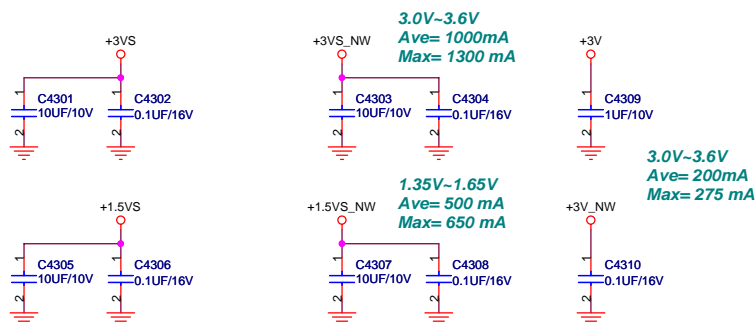 +3VS
1
C4301
10UF/10V
2
1
C4302
0.1UF/16V
2
3.0V~3.6V
Ave= 1000mA
Max= 1300 mA
+3VS_NW
1
C4303
10UF/10V
2
1
C4304
0.1UF/16V
2
+3V
1
C4309
1UF/10V
2
3.0V~3.6V
Ave= 200mA
Max= 275 mA
+1.5VS
1
C4305
10UF/10V
2
1
C4306
0.1UF/16V
2
1.35V~1.65V
Ave= 500 mA
Max= 650 mA
+1.5VS_NW
1
C4307
10UF/10V
2
1
C4308
0.1UF/16V
2
+3V_NW
1
C4310
0.1UF/16V
2